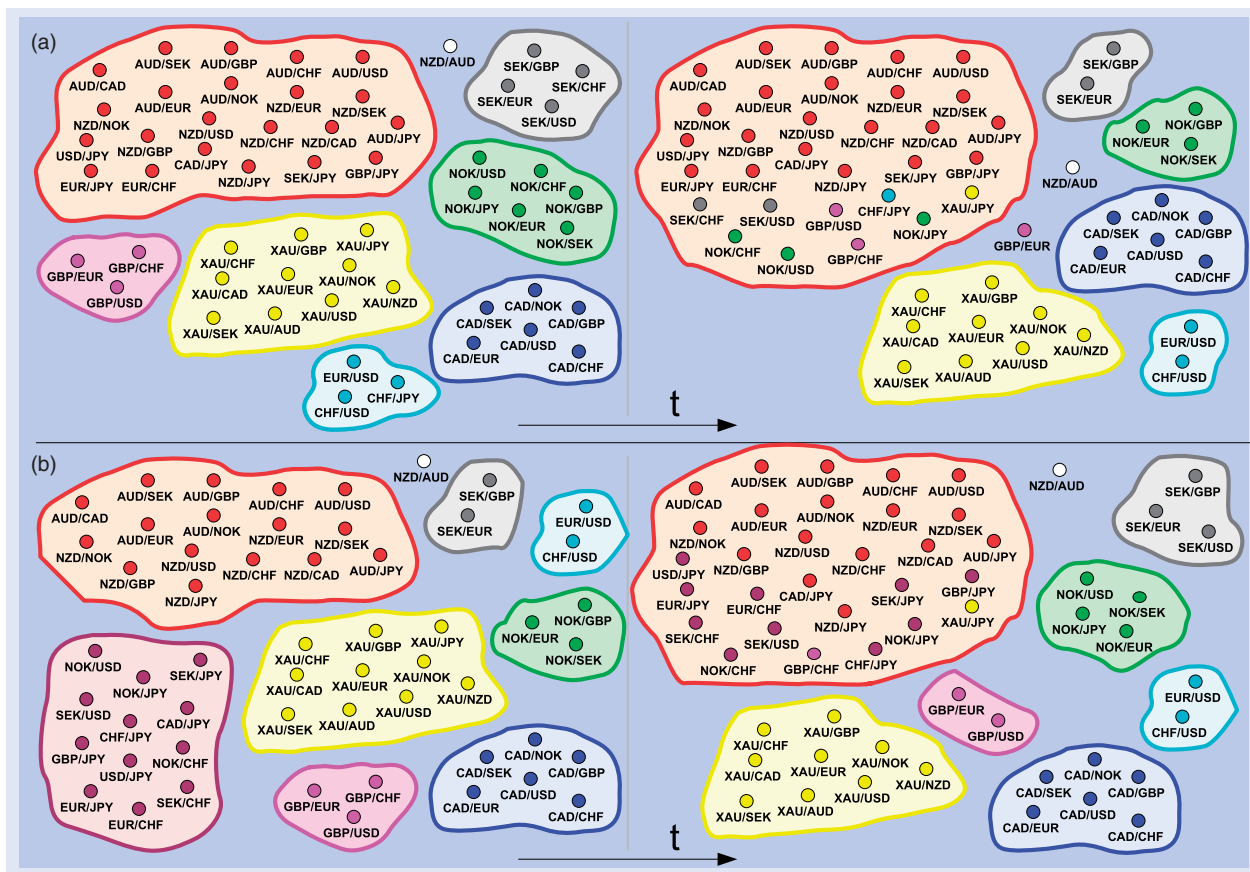 (a)
AUD/SEK
AUD/GBP
AUD/CHF
AUD/USD
AUD/CAD
AUD/EUR
AUD/NOK
NZD/EUR
NZD/SEK
NZD/NOK
NZD/USD
AUD/JPY
USD/JPY
NZD/GBP
CAD/JPY
NZD/CHF
NZD/CAD
EUR/JPY
EUR/CHF
NZD/JPY
SEK/JPY
GBP/JPY
NZD/AUD
SEK/GBP
SEK/CHF
SEK/EUR
SEK/USD
NOK/USD
NOK/CHF
NOK/JPY
NOK/GBP
NOK/EUR
NOK/SEK
GBP/EUR
GBP/CHF
GBP/USD
XAU/GBP
XAU/JPY
XAU/CHF
XAU/CAD
XAU/EUR
XAU/NOK
XAU/NZD
XAU/SEK
XAU/AUD
XAU/USD
CAD/NOK
CAD/SEK
CAD/GBP
CAD/USD
CAD/EUR
CAD/CHF
EUR/USD
CHF/JPY
CHF/USD
t
AUD/SEK
AUD/GBP
AUD/CHF
AUD/USD
AUD/CAD
AUD/EUR
AUD/NOK
NZD/EUR
NZD/SEK
NZD/NOK
NZD/USD
AUD/JPY
USD/JPY
NZD/GBP
CAD/JPY
NZD/CHF
NZD/CAD
EUR/JPY
EUR/CHF
NZD/JPY
SEK/JPY
GBP/JPY
SEK/CHF
SEK/USD
GBP/USD
CHF/JPY
XAU/JPY
NOK/CHF
NOK/USD
GBP/CHF
NOK/JPY
SEK/GBP
SEK/EUR
NOK/GBP
NOK/EUR
NOK/SEK
NZD/AUD
GBP/EUR
CAD/NOK
CAD/SEK
CAD/GBP
CAD/USD
CAD/EUR
CAD/CHF
XAU/GBP
XAU/CHF
XAU/CAD
XAU/EUR
XAU/NOK
XAU/NZD
XAU/SEK
XAU/AUD
XAU/USD
EUR/USD
CHF/USD
(b)
AUD/SEK
AUD/GBP
AUD/CHF
AUD/USD
AUD/CAD
AUD/EUR
AUD/NOK
NZD/EUR
NZD/SEK
NZD/NOK
NZD/USD
AUD/JPY
NZD/GBP
NZD/CHF
NZD/CAD
NZD/JPY
NZD/AUD
SEK/GBP
SEK/EUR
EUR/USD
CHF/USD
NOK/GBP
NOK/EUR
NOK/SEK
NOK/USD
SEK/JPY
NOK/JPY
SEK/USD
CAD/JPY
CHF/JPY
GBP/JPY
NOK/CHF
USD/JPY
EUR/JPY
SEK/CHF
EUR/CHF
XAU/GBP
XAU/JPY
XAU/CHF
XAU/CAD
XAU/EUR
XAU/NOK
XAU/NZD
XAU/SEK
XAU/AUD
XAU/USD
GBP/EUR
GBP/CHF
GBP/USD
CAD/NOK
CAD/SEK
CAD/GBP
CAD/USD
CAD/EUR
CAD/CHF
t
AUD/SEK
AUD/GBP
AUD/CHF
AUD/USD
AUD/CAD
AUD/EUR
AUD/NOK
NZD/EUR
NZD/SEK
NZD/NOK
NZD/USD
AUD/JPY
USD/JPY
NZD/GBP
NZD/CHF
NZD/CAD
EUR/JPY
EUR/CHF
CAD/JPY
SEK/JPY
GBP/JPY
SEK/CHF
SEK/USD
NZD/JPY
NOK/JPY
XAU/JPY
NOK/CHF
GBP/CHF
CHF/JPY
NZD/AUD
SEK/GBP
SEK/EUR
SEK/USD
NOK/USD
NOK/SEK
NOK/JPY
NOK/EUR
GBP/EUR
GBP/USD
EUR/USD
CHF/USD
XAU/GBP
XAU/CHF
XAU/CAD
XAU/EUR
XAU/NOK
XAU/NZD
XAU/SEK
XAU/AUD
XAU/USD
CAD/NOK
CAD/SEK
CAD/GBP
CAD/USD
CAD/EUR
CAD/CHF